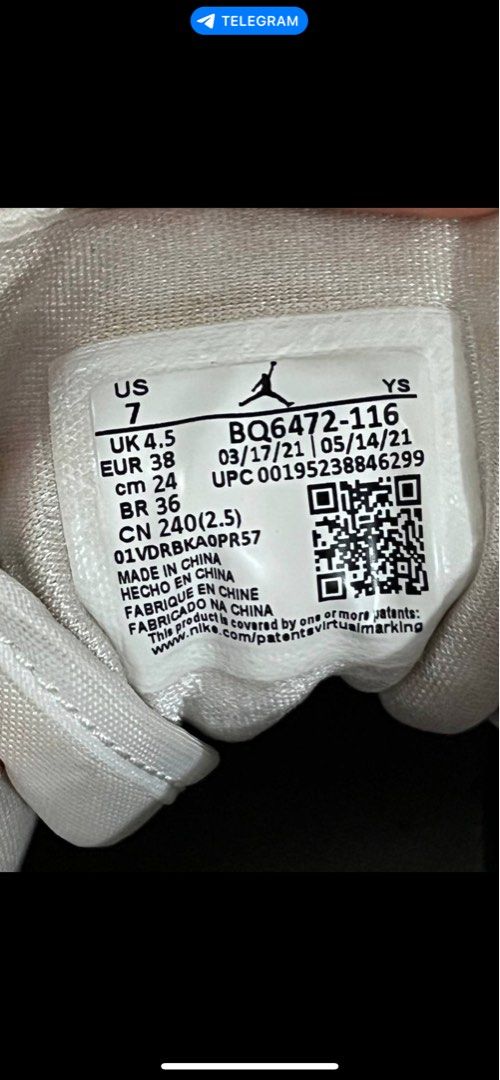 TELEGRAM
US
7
YS
UK 4.5
EUR 38
cm 24
BR 36
CN 240(2.5)
01VDRBKA0PR57
BQ6472-116
03/17/21 | 05/14/21
UPC 00195238846299
MADE IN CHINA
HECHO EN CHINA
FABRIQUE EN CHINE
FABRICADO NA CHINA
This product is covered by one or more patents:
www.nike.com/patentsvirtualmarking